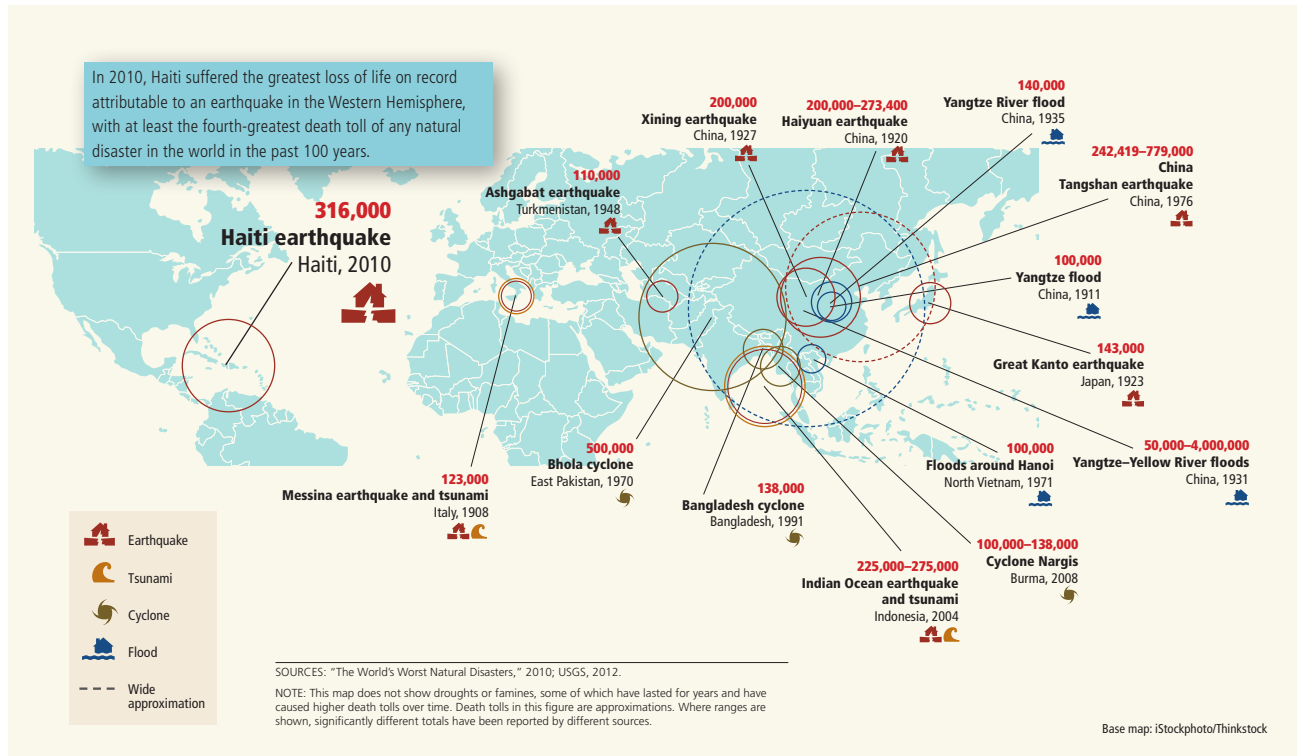 In 2010, Haiti suffered the greatest loss of life on record
attributable to an earthquake in the Western Hemisphere,
with at least the fourth-greatest death toll of any natural
disaster in the world in the past 100 years.
316,000
Haiti earthquake
Haiti, 2010
110,000
Ashgabat earthquake
Turkmenistan, 1948
200,000
Xining earthquake
China, 1927
200,000–273,400
Haiyuan earthquake
China, 1920
140,000
Yangtze River flood
China, 1935
242,419–779,000
China
Tangshan earthquake
China, 1976
100,000
Yangtze flood
China, 1911
143,000
Great Kanto earthquake
Japan, 1923
50,000–4,000,000
Yangtze–Yellow River floods
China, 1931
100,000
Floods around Hanoi
North Vietnam, 1971
500,000
Bhola cyclone
East Pakistan, 1970
123,000
Messina earthquake and tsunami
Italy, 1908
138,000
Bangladesh cyclone
Bangladesh, 1991
100,000–138,000
Cyclone Nargis
Burma, 2008
225,000–275,000
Indian Ocean earthquake
and tsunami
Indonesia, 2004
Earthquake
Tsunami
Cyclone
Flood
Wide
approximation
SOURCES: “The World’s Worst Natural Disasters,” 2010; USGS, 2012.
NOTE: This map does not show droughts or famines, some of which have lasted for years and have
caused higher death tolls over time. Death tolls in this figure are approximations. Where ranges are
shown, significantly different totals have been reported by different sources.
Base map: iStockphoto/Thinkstock